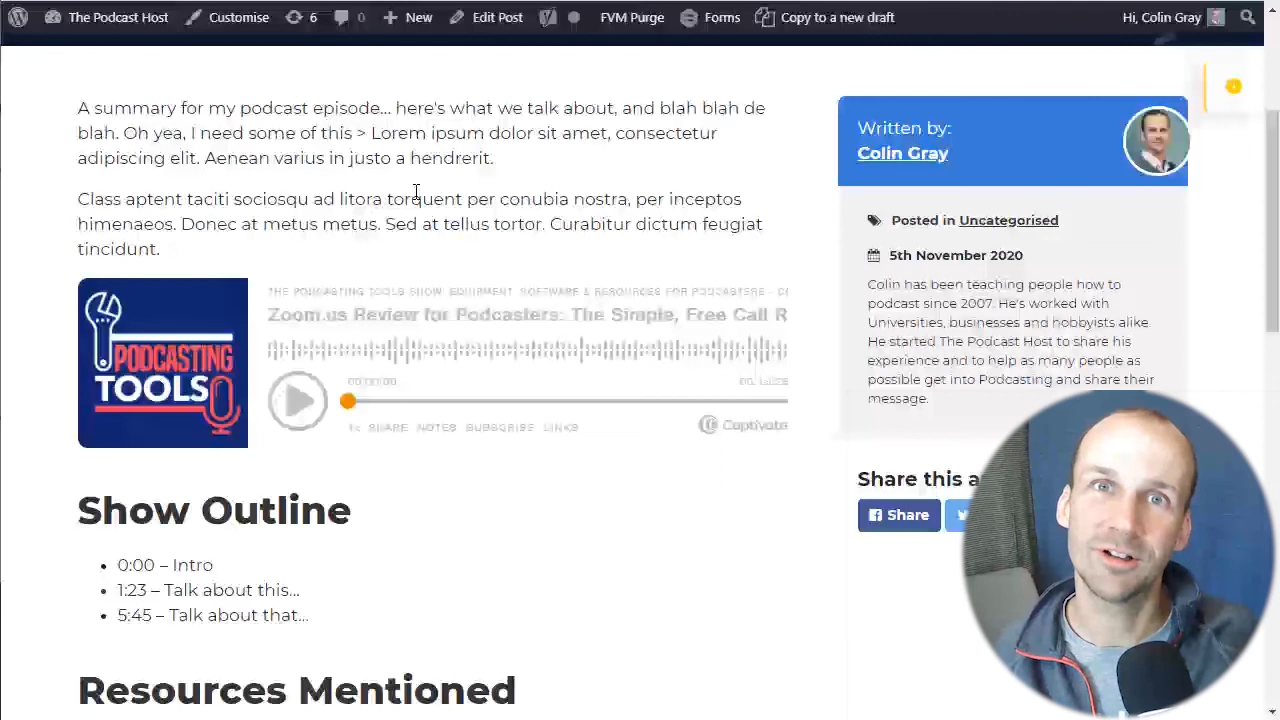 The Podcast Host Customise 6 0 New Edit Post FVM Purge Forms Copy to a new draft Hi, Colin Gray
A summary for my podcast episode... here's what we talk about, and blah blah de
blah. Oh yea, I need some of this > Lorem ipsum dolor sit amet, consectetur
adipiscing elit. Aenean varius in justo a hendrerit.
Class aptent taciti sociosqu ad litora torquent per conubia nostra, per inceptos
himenaeos. Donec at metus metus. Sed at tellus tortor. Curabitur dictum feugiat
tincidunt.
PODCASTING
TOOLS
THE PODCASTING TOOLS SHOW: EQUIPMENT, SOFTWARE & RESOURCES FOR PODCASTERS -
Zoom.us Review for Podcasters: The Simple, Free Call R
00:00:00
1x SHARE NOTES SUBSCRIBE LINKS
Captivate
Show Outline
0:00 – Intro
1:23 – Talk about this...
5:45 – Talk about that...
Resources Mentioned
Written by:
Colin Gray
Posted in Uncategorised
5th November 2020
Colin has been teaching people how to
podcast since 2007. He's worked with
Universities, businesses and hobbyists alike.
He started The Podcast Host to share his
experience and to help as many people as
possible get into Podcasting and share their
message.
Share this a
Share